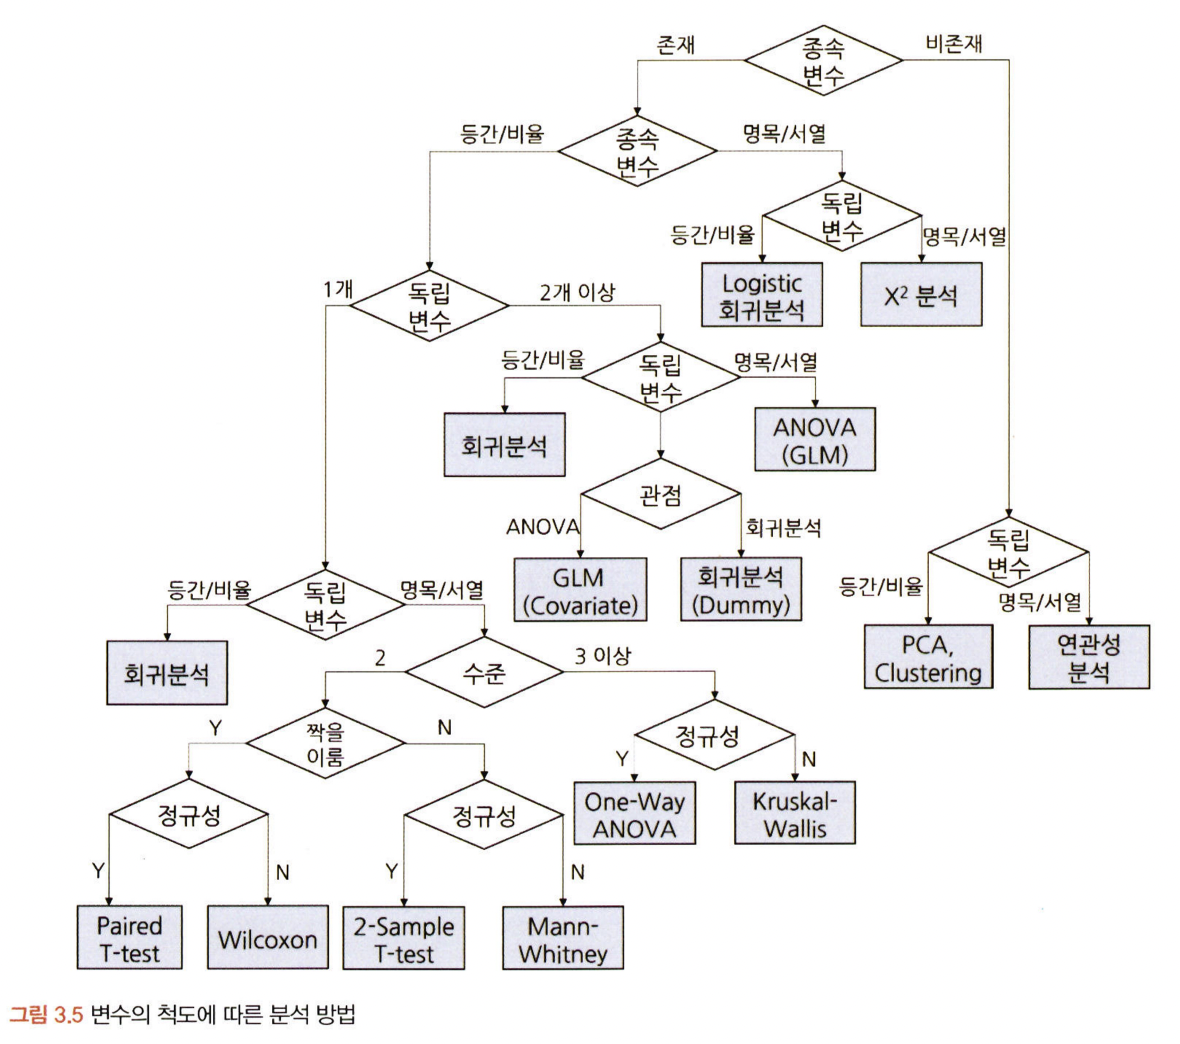 존재
종속
변수
비존재
등간/비율
종속
변수
명목/서열
독립
변수
등간/비율
명목/서열
Logistic
회귀분석
X² 분석
1개
독립
변수
2개 이상
등간/비율
독립
변수
명목/서열
회귀분석
ANOVA
(GLM)
관점
ANOVA
회귀분석
GLM
(Covariate)
회귀분석
(Dummy)
독립
변수
등간/비율
명목/서열
PCA,
Clustering
연관성
분석
등간/비율
독립
변수
명목/서열
회귀분석
2
수준
3 이상
Y
짝을
이룸
N
정규성
Y
N
One-Way
ANOVA
Kruskal-
Wallis
정규성
Y
N
정규성
Y
N
Paired
T-test
Wilcoxon
2-Sample
T-test
Mann-
Whitney
그림 3.5 변수의 척도에 따른 분석 방법